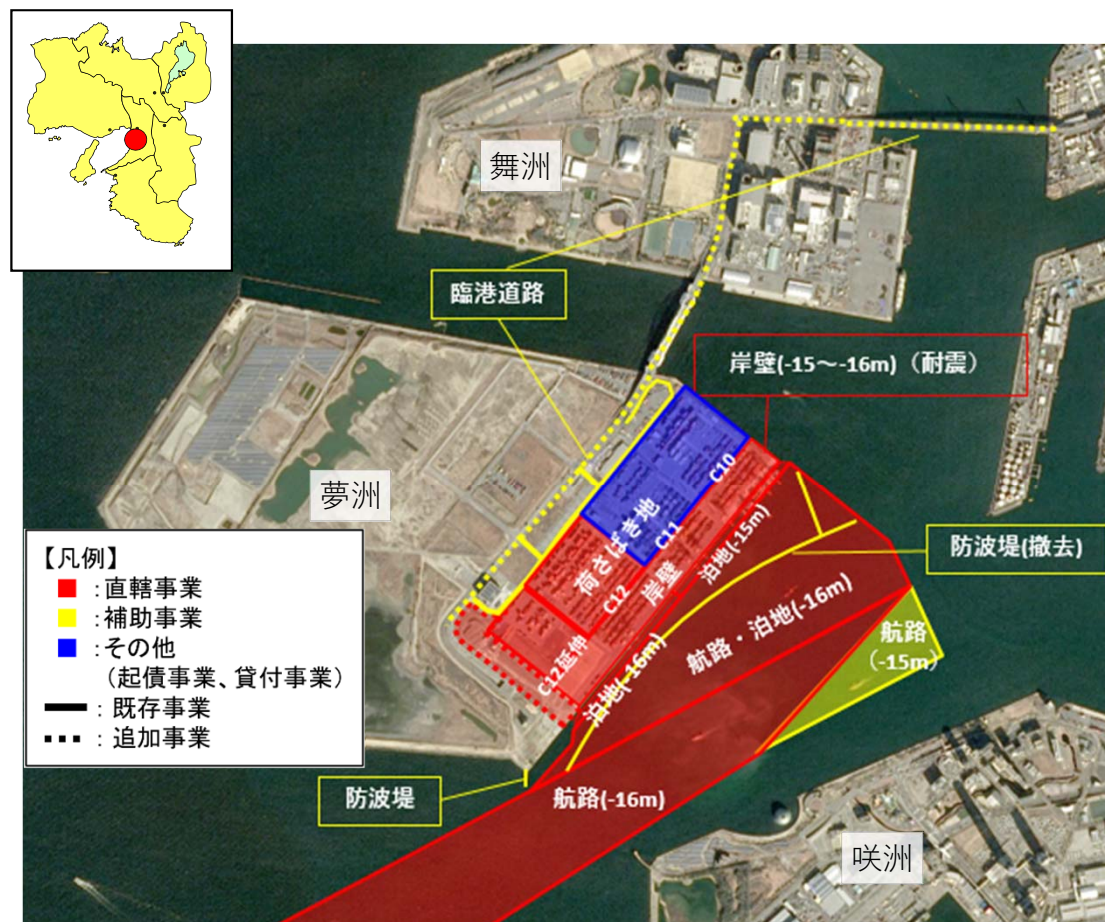 舞洲
臨港道路
岸壁(-15～-16m)（耐震）
夢洲
C10
C11
荷さばき地
C12
岸壁
泊地(-15m)
防波堤(撤去)
航路・泊地(-16m)
航路
（-15m）
C12延伸
泊地(-16m)
【凡例】
：直轄事業
：補助事業
：その他
（起債事業、貸付事業）
：既存事業
：追加事業
防波堤
航路(-16m)
咲洲